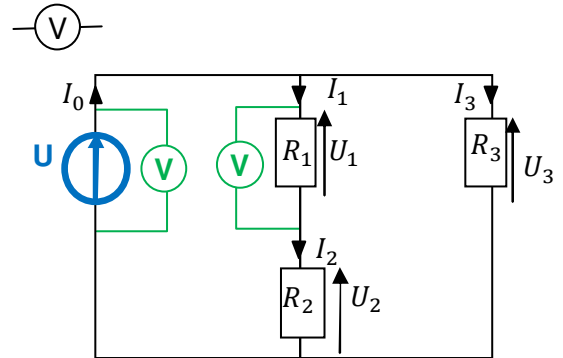 V
I₀
I₁
I₃
U
V
V
R₁
U₁
R₃
U₃
I₂
R₂
U₂